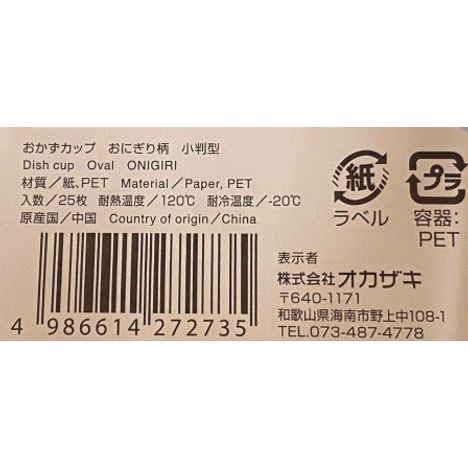 おかずカップ　おにぎり柄　小判型
Dish cup　Oval　ONIGIRI
材質／紙、PET　Material／Paper, PET
入数／25枚　耐熱温度／120℃　耐冷温度／-20℃
原産国／中国　Country of origin／China
4 986614 272735
紙
ラベル
プラ
容器:
PET
表示者
株式会社オカザキ
〒640-1171
和歌山県海南市野上中108-1
TEL.073-487-4778